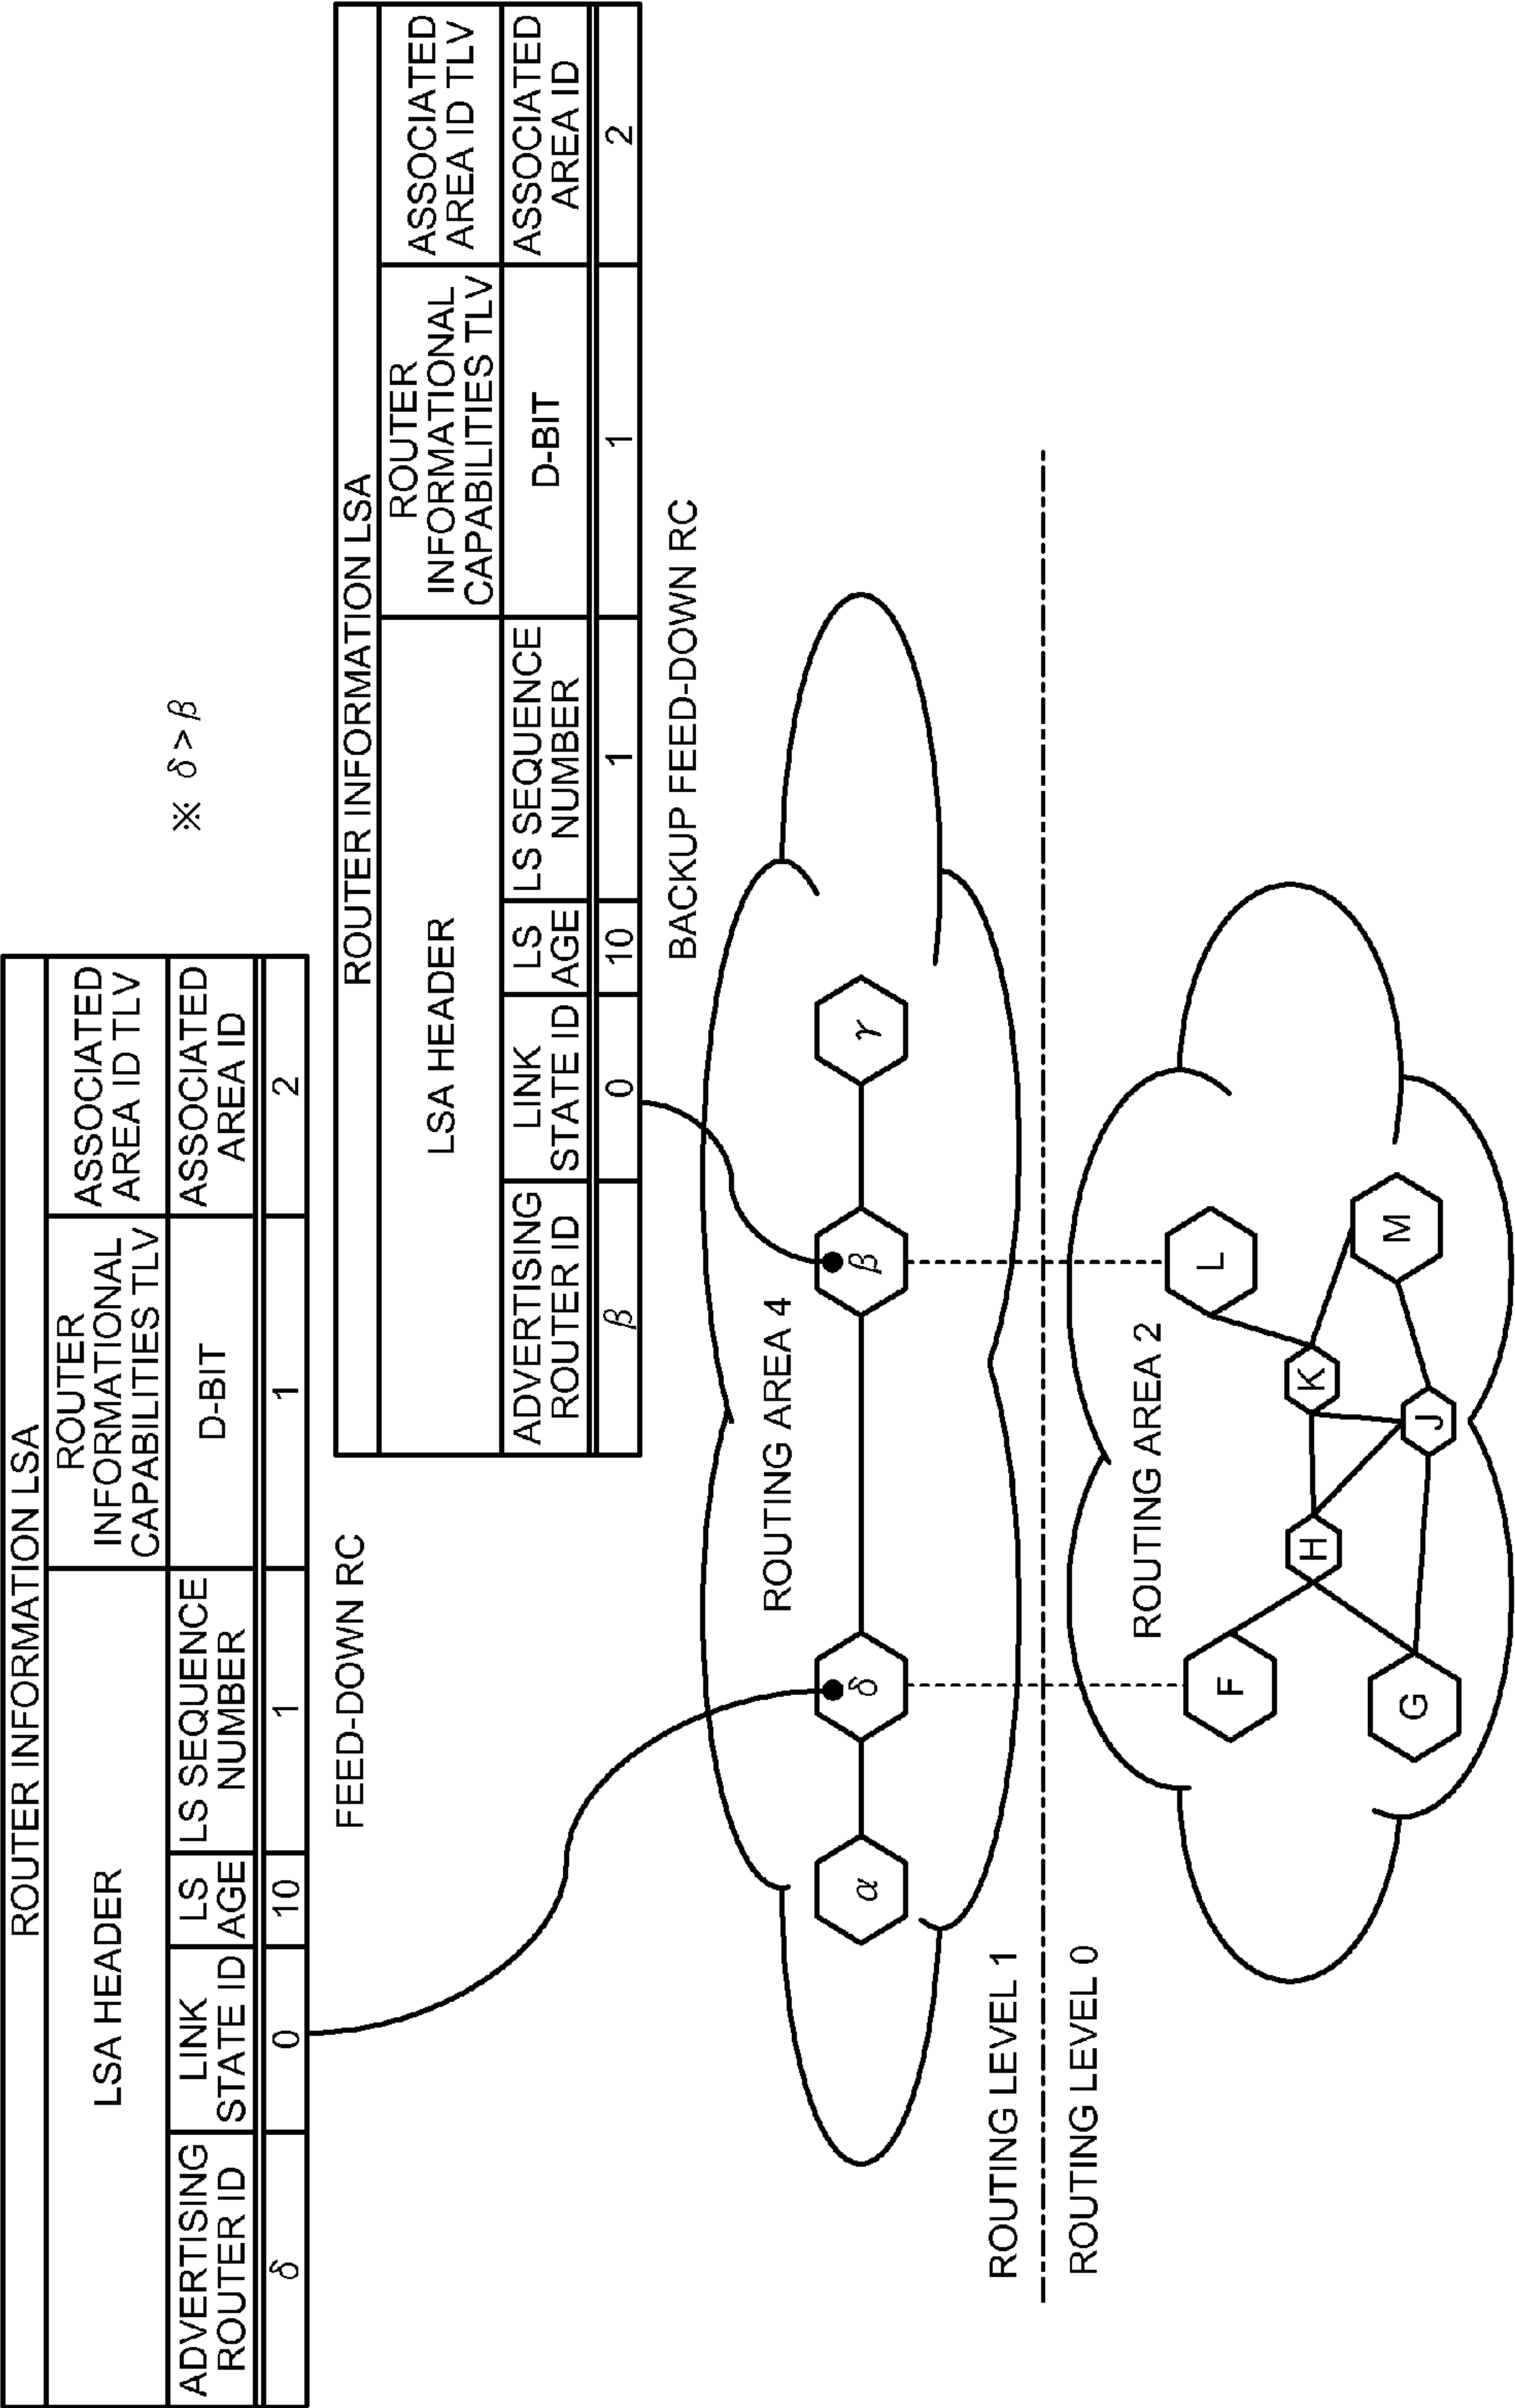 ROUTER INFORMATION LSA
LSA HEADER
ROUTER
INFORMATIONAL
CAPABILITIES TLV
ASSOCIATED
AREA ID TLV
ADVERTISING
ROUTER ID
LINK
STATE ID
LS
AGE
LS SEQUENCE
NUMBER
D-BIT
ASSOCIATED
AREA ID
δ
0
10
1
1
2
※ δ > β
FEED-DOWN RC
ROUTER INFORMATION LSA
LSA HEADER
ROUTER
INFORMATIONAL
CAPABILITIES TLV
ASSOCIATED
AREA ID TLV
ADVERTISING
ROUTER ID
LINK
STATE ID
LS
AGE
LS SEQUENCE
NUMBER
D-BIT
ASSOCIATED
AREA ID
β
0
10
1
1
2
BACKUP FEED-DOWN RC
ROUTING AREA 4
α
δ
β
γ
ROUTING LEVEL 1
ROUTING LEVEL 0
ROUTING AREA 2
F
L
H
K
G
J
M